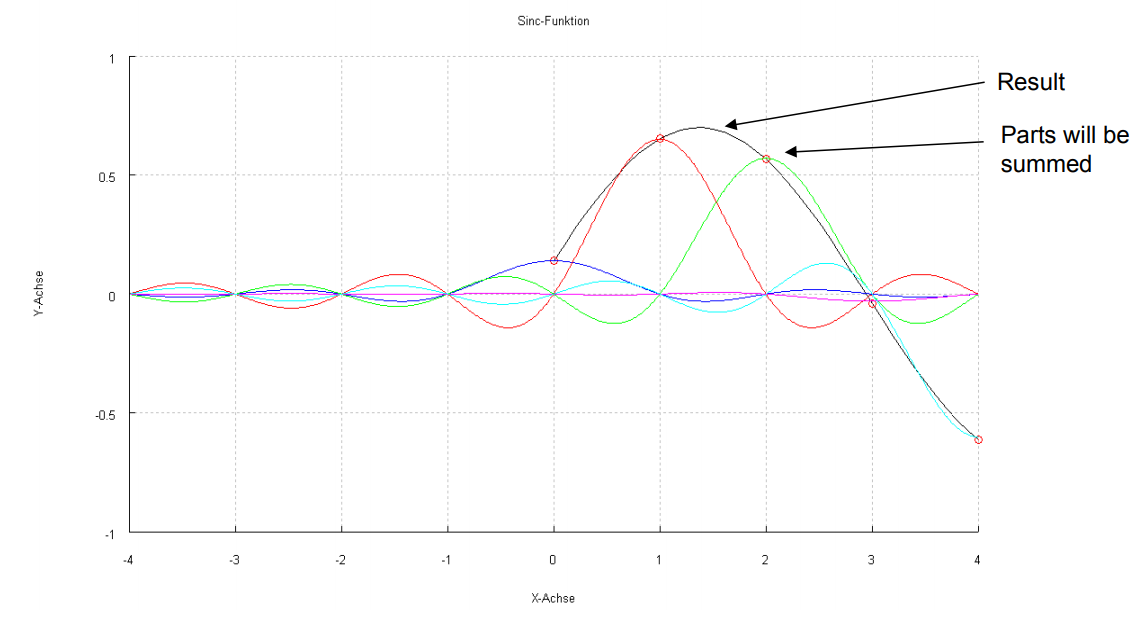 Sinc-Funktion
1
Result
Parts will be
summed
0.5
Y-Achse
0
-0.5
-1
-4 -3 -2 -1 0 1 2 3 4
X-Achse